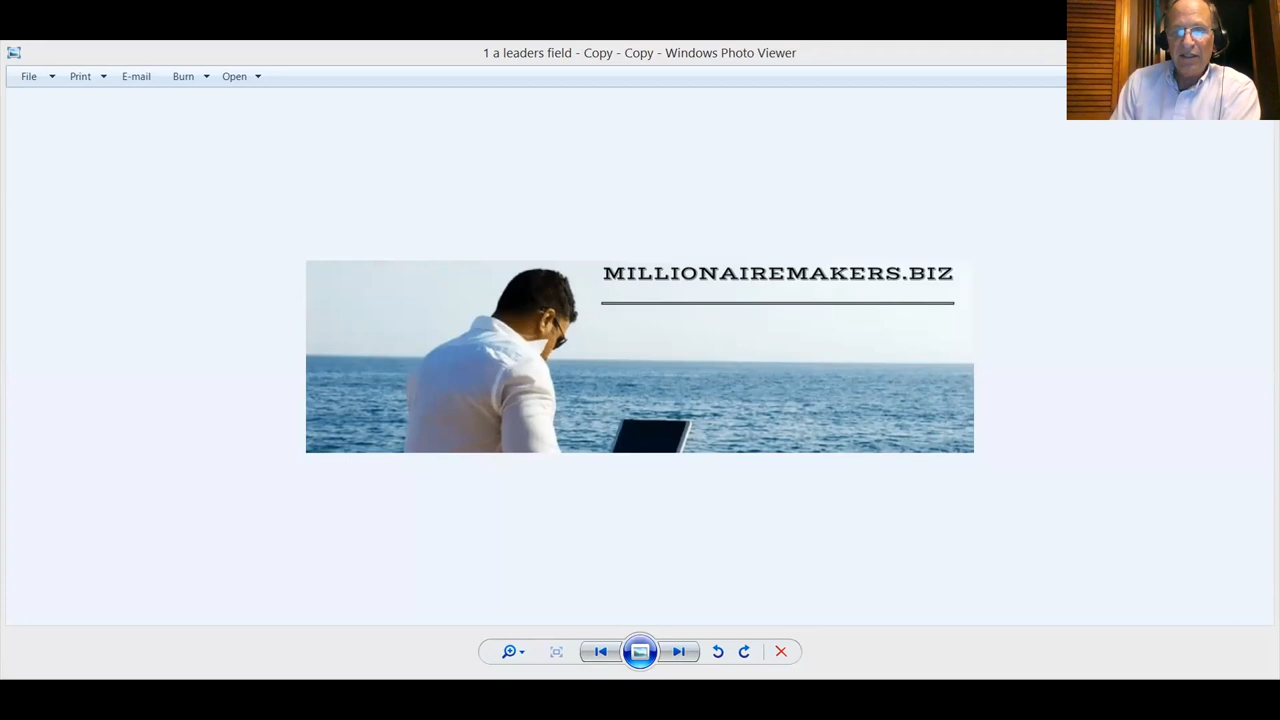 1 a leaders field - Copy - Copy - Windows Photo Viewer
File Print E-mail Burn Open
MILLIONAIREMAKERS.BIZ